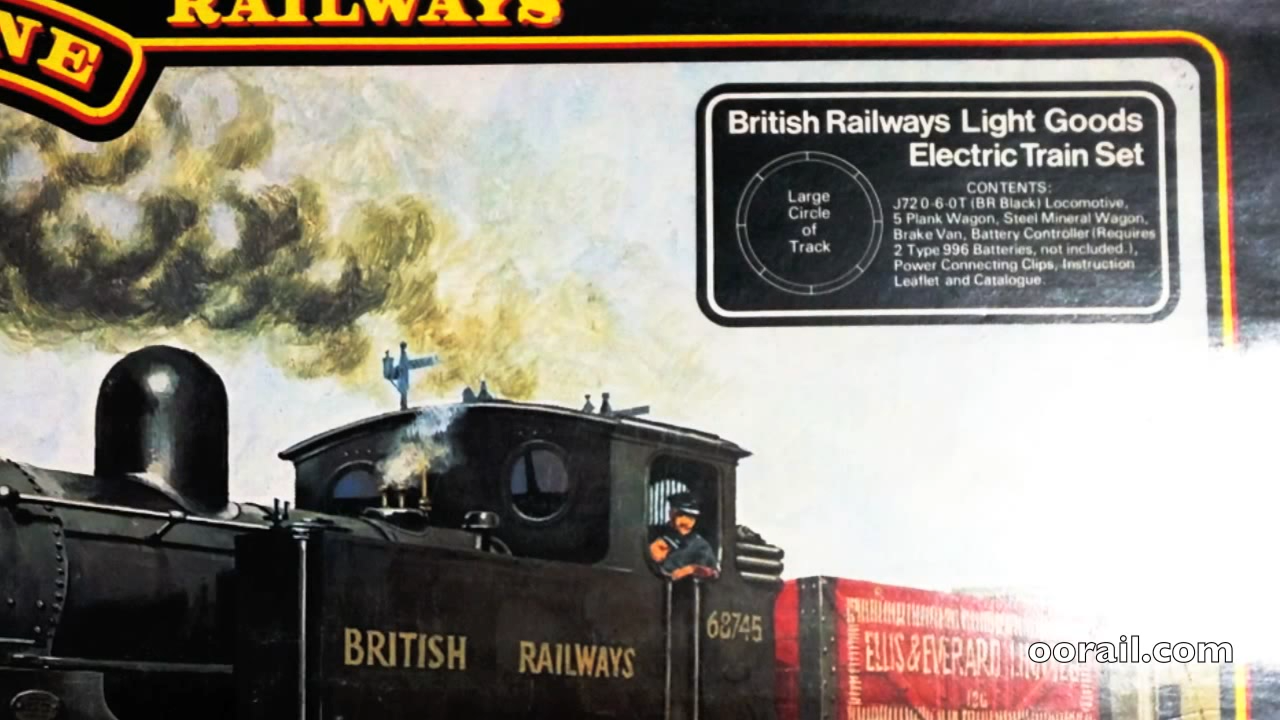 RAILWAYS
NE
British Railways Light Goods
Electric Train Set
Large
Circle
of
Track
CONTENTS:
J72 0-6-0T (BR Black) Locomotive,
5 Plank Wagon, Steel Mineral Wagon,
Brake Van, Battery Controller (Requires
2 Type 996 Batteries, not included.),
Power Connecting Clips, Instruction
Leaflet and Catalogue.
68745
BRITISH RAILWAYS
ELLIS & EVERARD
oorail.com